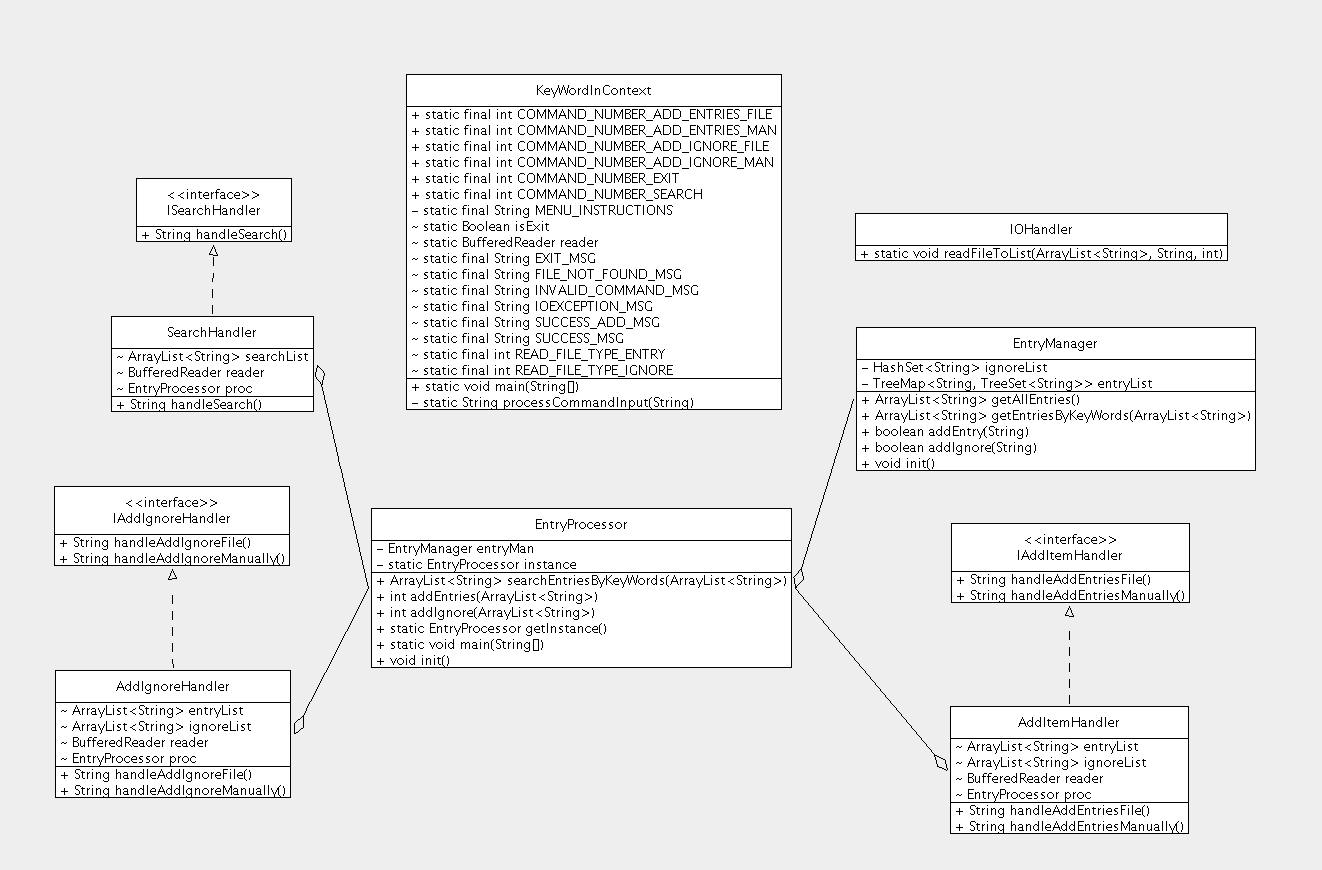 KeyWordInContext
+ static final int COMMAND_NUMBER_ADD_ENTRIES_FILE
+ static final int COMMAND_NUMBER_ADD_ENTRIES_MAN
+ static final int COMMAND_NUMBER_ADD_IGNORE_FILE
+ static final int COMMAND_NUMBER_ADD_IGNORE_MAN
+ static final int COMMAND_NUMBER_EXIT
+ static final int COMMAND_NUMBER_SEARCH
- static final String MENU_INSTRUCTIONS
~ static Boolean isExit
~ static BufferedReader reader
~ static final String EXIT_MSG
~ static final String FILE_NOT_FOUND_MSG
~ static final String INVALID_COMMAND_MSG
~ static final String IOEXCEPTION_MSG
~ static final String SUCCESS_ADD_MSG
~ static final String SUCCESS_MSG
~ static final int READ_FILE_TYPE_ENTRY
~ static final int READ_FILE_TYPE_IGNORE
+ static void main(String[])
- static String processCommandInput(String)
<<interface>>
ISearchHandler
+ String handleSearch()
IOHandler
+ static void readFileToList(ArrayList<String>, String, int)
SearchHandler
~ ArrayList<String> searchList
~ BufferedReader reader
~ EntryProcessor proc
+ String handleSearch()
EntryManager
- HashSet<String> ignoreList
- TreeMap<String, TreeSet<String>> entryList
+ ArrayList<String> getAllEntries()
+ ArrayList<String> getEntriesByKeyWords(ArrayList<String>)
+ boolean addEntry(String)
+ boolean addIgnore(String)
+ void init()
<<interface>>
IAddIgnoreHandler
+ String handleAddIgnoreFile()
+ String handleAddIgnoreManually()
EntryProcessor
- EntryManager entryMan
- static EntryProcessor instance
+ ArrayList<String> searchEntriesByKeyWords(ArrayList<String>)
+ int addEntries(ArrayList<String>)
+ int addIgnore(ArrayList<String>)
+ static EntryProcessor getInstance()
+ static void main(String[])
+ void init()
<<interface>>
IAddItemHandler
+ String handleAddEntriesFile()
+ String handleAddEntriesManually()
AddIgnoreHandler
~ ArrayList<String> entryList
~ ArrayList<String> ignoreList
~ BufferedReader reader
~ EntryProcessor proc
+ String handleAddIgnoreFile()
+ String handleAddIgnoreManually()
AddItemHandler
~ ArrayList<String> entryList
~ ArrayList<String> ignoreList
~ BufferedReader reader
~ EntryProcessor proc
+ String handleAddEntriesFile()
+ String handleAddEntriesManually()